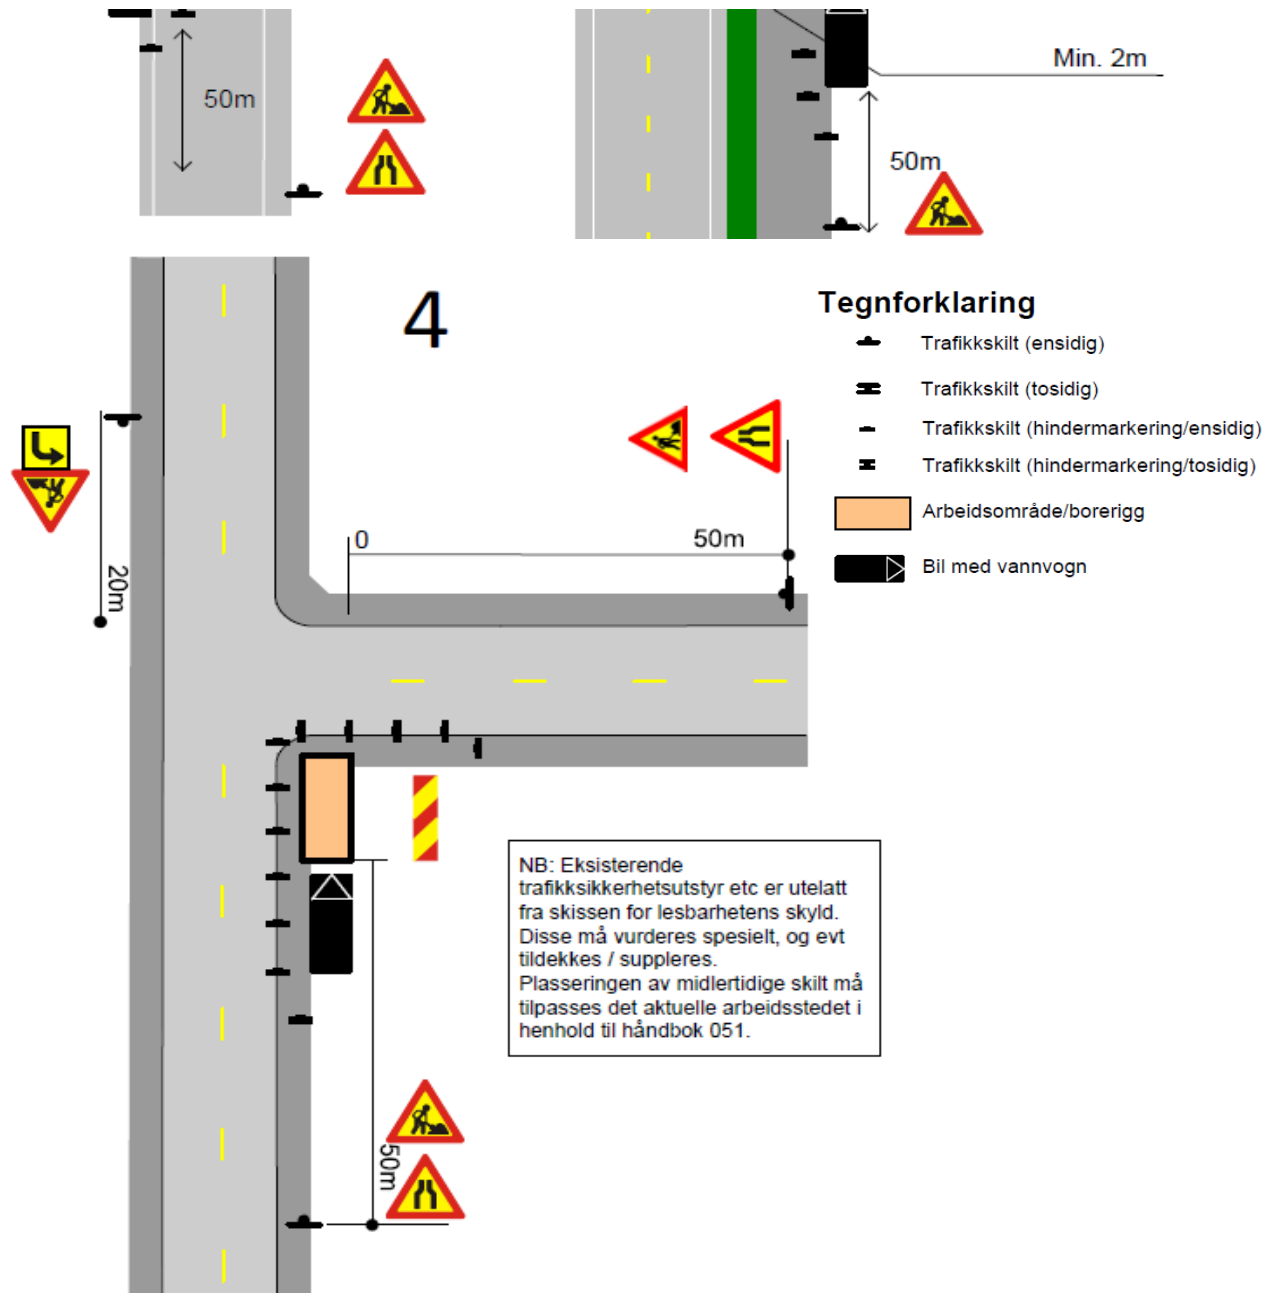 50m
Min. 2m
50m
4
Tegnforklaring
Trafikkskilt (ensidig)
Trafikkskilt (tosidig)
Trafikkskilt (hindermarkering/ensidig)
Trafikkskilt (hindermarkering/tosidig)
Arbeidsområde/borerigg
Bil med vannvogn
0
50m
20m
NB: Eksisterende
trafikksikkerhetsutstyr etc er utelatt
fra skissen for lesbarhetens skyld.
Disse må vurderes spesielt, og evt
tildekkes / suppleres.
Plasseringen av midlertidige skilt må
tilpasses det aktuelle arbeidsstedet i
henhold til håndbok 051.
50m